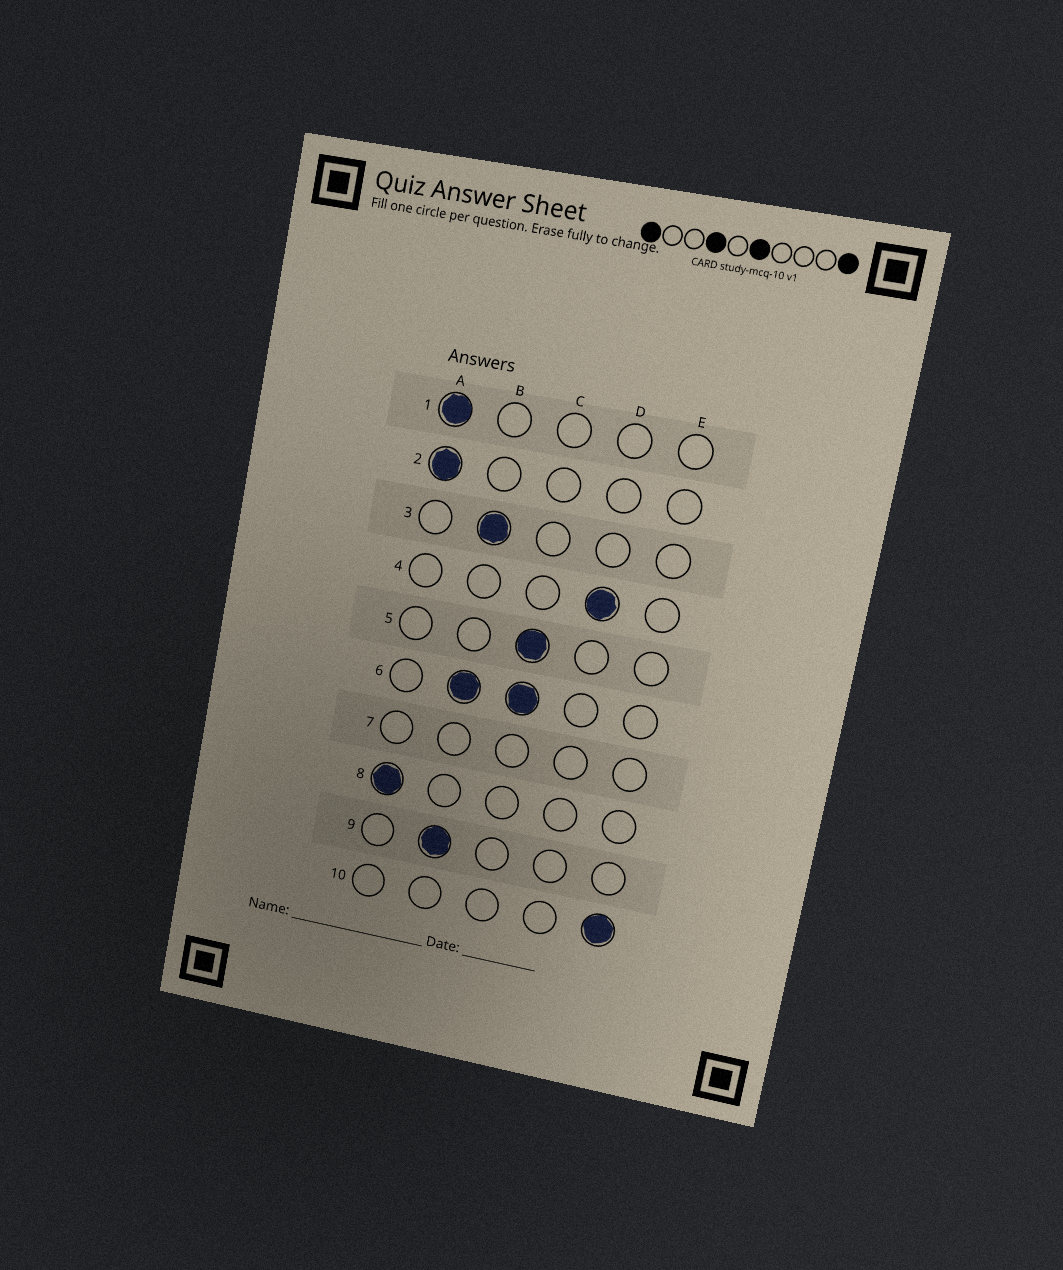 Quiz Answer Sheet
Fill one circle per question. Erase fully to change.
CARD study-mcq-10 v1
Answers
A B C D E
1
2
3
4
5
6
7
8
9
10
Name: Date: